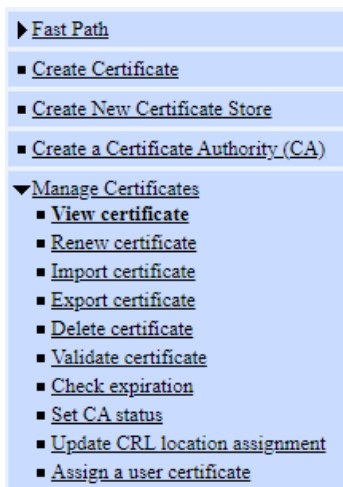 Fast Path
Create Certificate
Create New Certificate Store
Create a Certificate Authority (CA)
Manage Certificates
View certificate
Renew certificate
Import certificate
Export certificate
Delete certificate
Validate certificate
Check expiration
Set CA status
Update CRL location assignment
Assign a user certificate